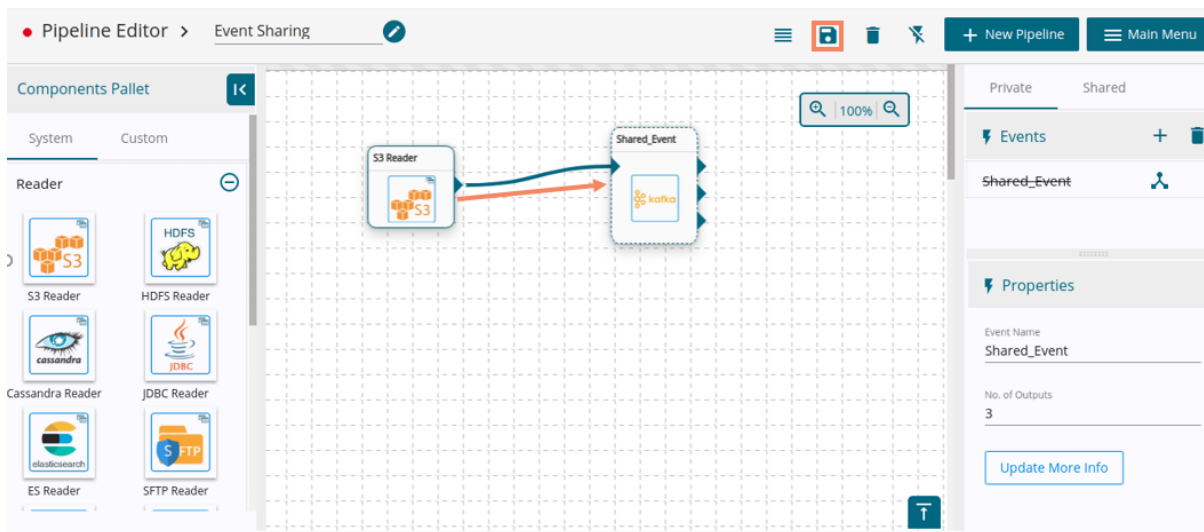 Pipeline Editor >
Event Sharing
+ New Pipeline
Main Menu
Components Pallet
System
Custom
Reader
S3
S3 Reader
HDFS
HDFS Reader
cassandra
Cassandra Reader
JDBC
JDBC Reader
elasticsearch
ES Reader
S FTP
SFTP Reader
100%
S3 Reader
S3
Shared_Event
kafka
Private
Shared
Events
Shared_Event
Properties
Event Name
Shared_Event
No. of Outputs
3
Update More Info